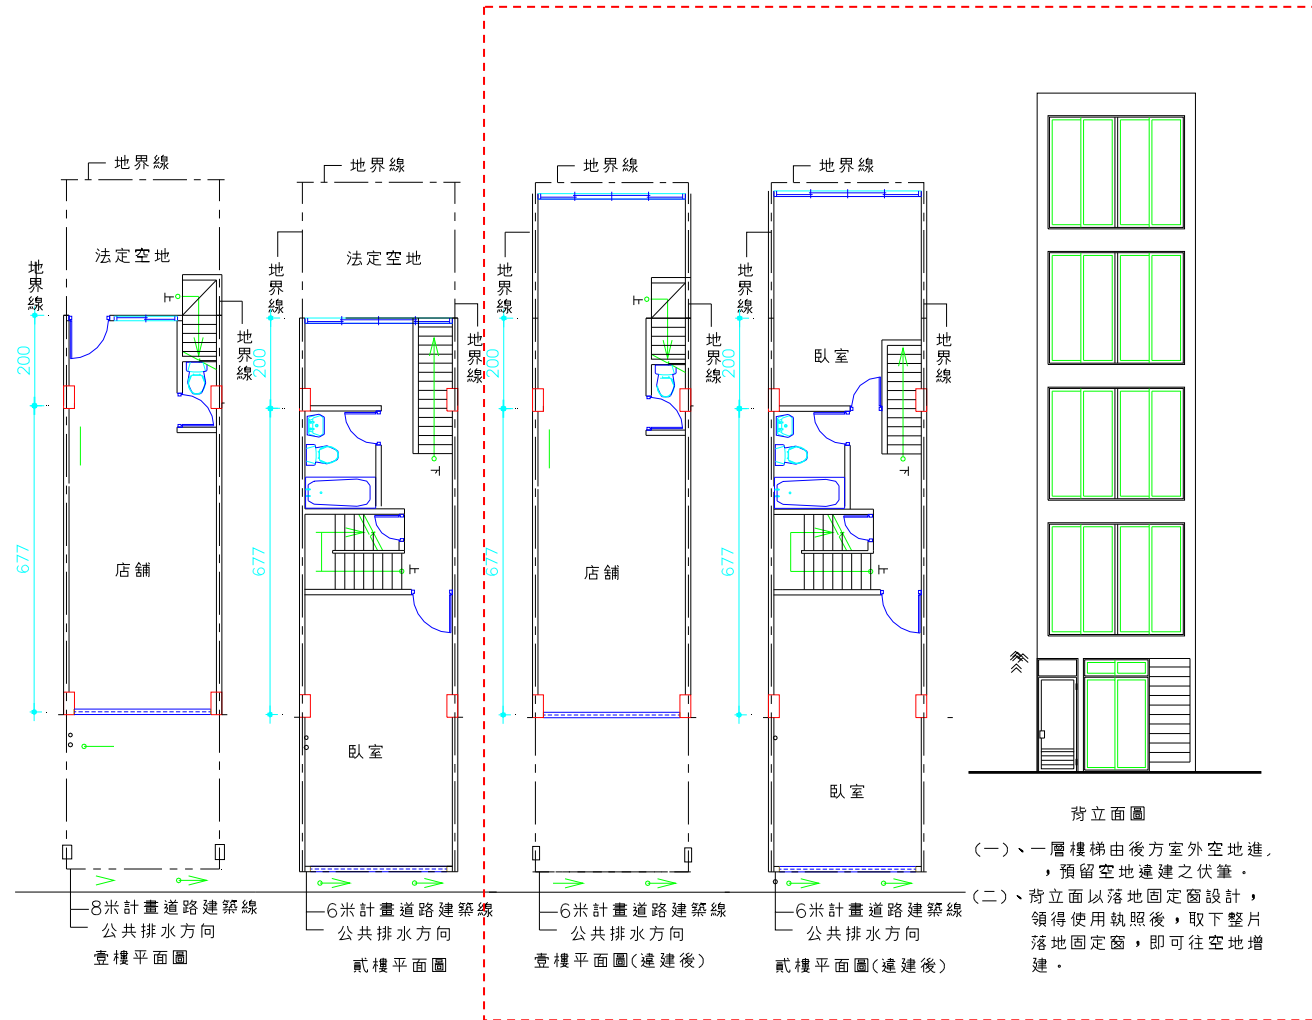 地界線
地界線
地界線
地界線
法定空地
法定空地
地界線
地界線
地界線
地界線
下
下
地界線
地界線
地界線
地界線
200
200
200
200
臥室
下
下
677
677
677
677
店舖
上
店舖
上
臥室
臥室
背立面圖
(一)、一層樓梯由後方室外空地進,
,預留空地違建之伏筆。
(二)、背立面以落地固定窗設計,
領得使用執照後,取下整片
落地固定窗,即可往空地增
建。
8米計畫道路建築線
公共排水方向
壹樓平面圖
6米計畫道路建築線
公共排水方向
貳樓平面圖
6米計畫道路建築線
公共排水方向
壹樓平面圖(違建後)
6米計畫道路建築線
公共排水方向
貳樓平面圖(違建後)